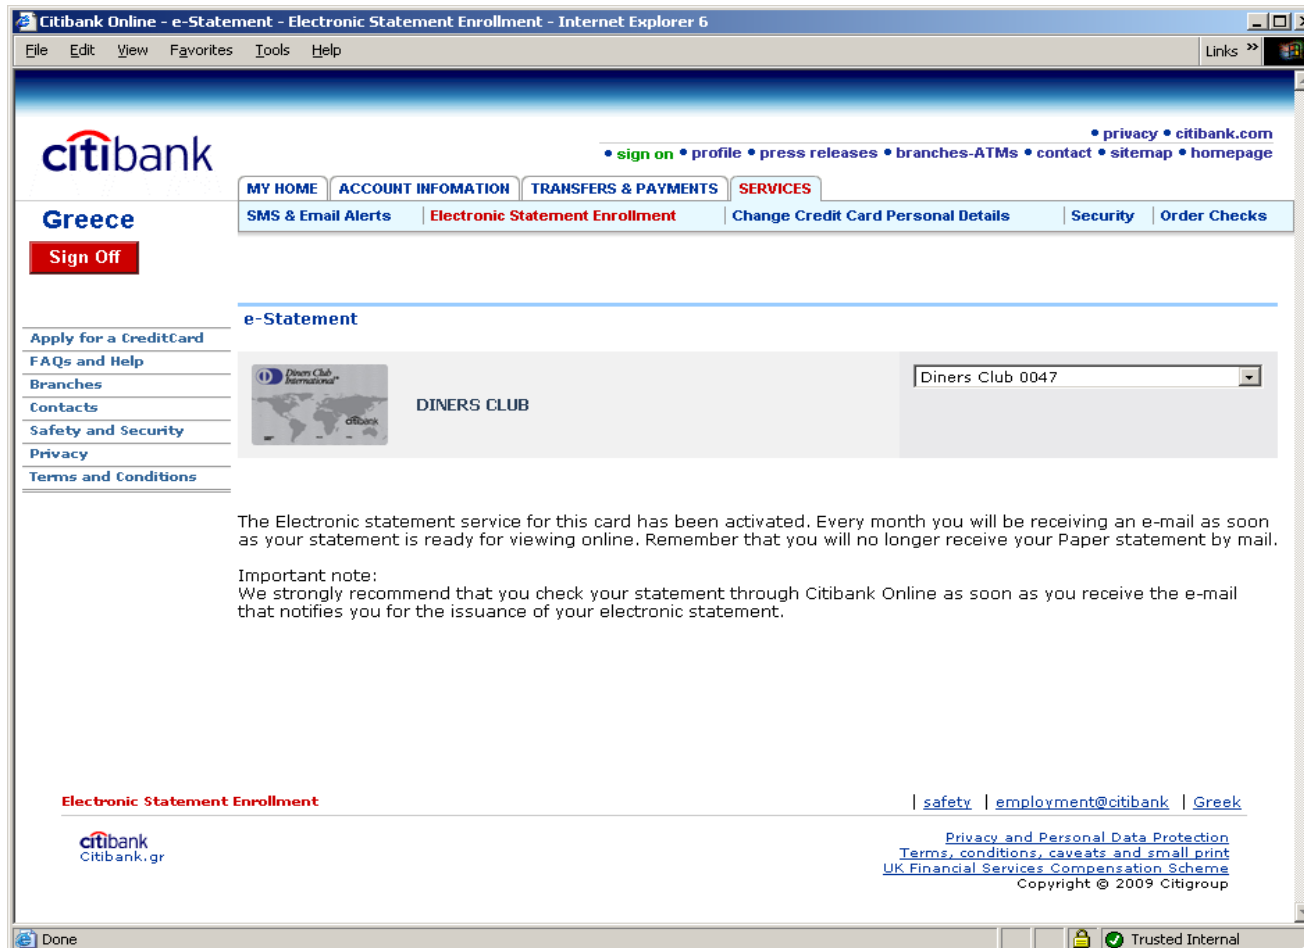 Citibank Online - e-Statement - Electronic Statement Enrollment - Internet Explorer 6
File Edit View Favorites Tools Help Links »
citibank
• privacy • citibank.com
• sign on • profile • press releases • branches-ATMs • contact • sitemap • homepage
MY HOME ACCOUNT INFOMATION TRANSFERS & PAYMENTS SERVICES
Greece
SMS & Email Alerts | Electronic Statement Enrollment | Change Credit Card Personal Details | Security | Order Checks
Sign Off
e-Statement
Apply for a CreditCard
FAQs and Help
Branches
Contacts
Safety and Security
Privacy
Terms and Conditions
Diners Club
International
citibank
DINERS CLUB
Diners Club 0047
The Electronic statement service for this card has been activated. Every month you will be receiving an e-mail as soon
as your statement is ready for viewing online. Remember that you will no longer receive your Paper statement by mail.
Important note:
We strongly recommend that you check your statement through Citibank Online as soon as you receive the e-mail
that notifies you for the issuance of your electronic statement.
Electronic Statement Enrollment
| safety | employment@citibank | Greek
citibank
Citibank.gr
Privacy and Personal Data Protection
Terms, conditions, caveats and small print
UK Financial Services Compensation Scheme
Copyright @ 2009 Citigroup
Done
Trusted Internal